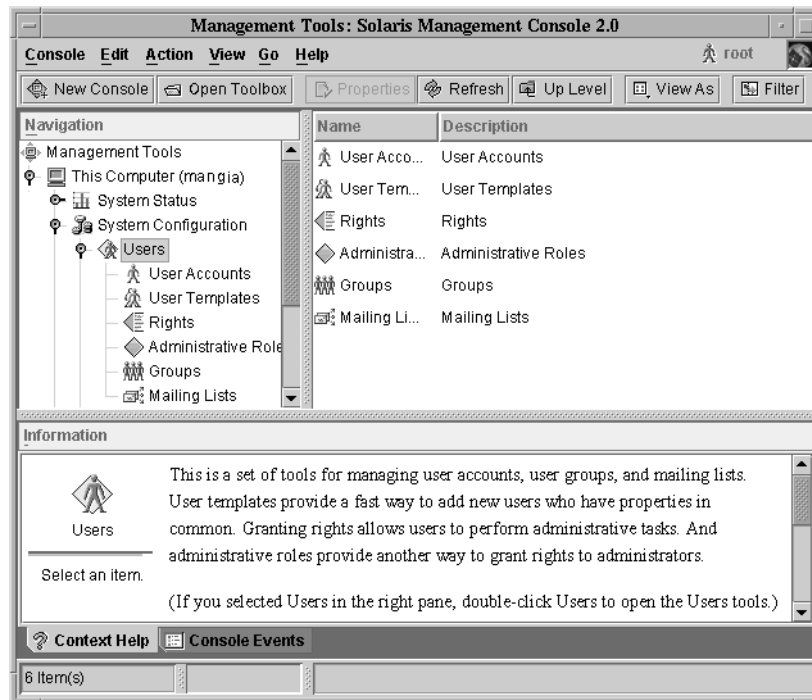 Management Tools: Solaris Management Console 2.0
Console Edit Action View Go Help root
New Console Open Toolbox Properties Refresh Up Level View As Filter
Navigation
Management Tools
This Computer (mangia)
System Status
System Configuration
Users
User Accounts
User Templates
Rights
Administrative Role
Groups
Mailing Lists
Name Description
User Acco... User Accounts
User Tem... User Templates
Rights Rights
Administra... Administrative Roles
Groups Groups
Mailing Li... Mailing Lists
Information
Users
Select an item.
This is a set of tools for managing user accounts, user groups, and mailing lists.
User templates provide a fast way to add new users who have properties in
common. Granting rights allows users to perform administrative tasks. And
administrative roles provide another way to grant rights to administrators.
(If you selected Users in the right pane, double-click Users to open the Users tools.)
Context Help Console Events
6 Item(s)